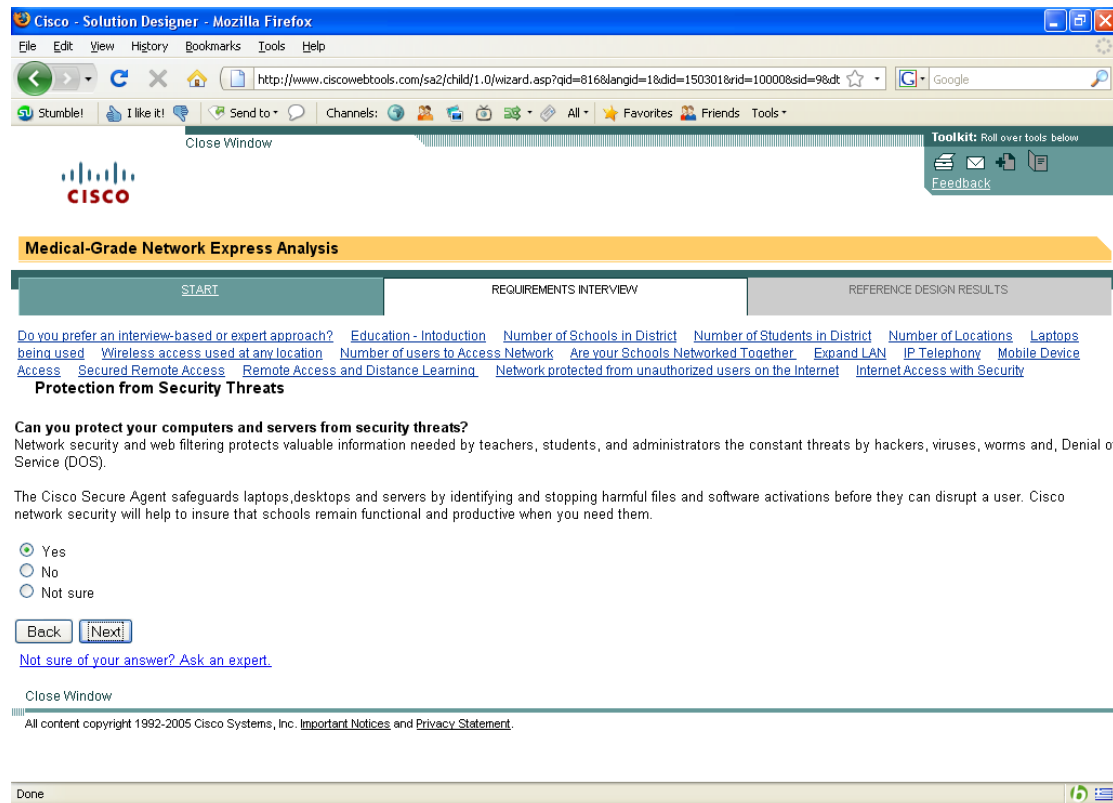 Cisco - Solution Designer - Mozilla Firefox
File Edit View History Bookmarks Tools Help
http://www.ciscowebtools.com/sa2/child/1.0/wizard.asp?qid=816&langid=1&did=150301&rid=10000&sid=9&dt
G Google
Stumble! I like it! Send to Channels: All Favorites Friends Tools
Close Window
Toolkit: Roll over tools below
Feedback
CISCO
Medical-Grade Network Express Analysis
START REQUIREMENTS INTERVIEW REFERENCE DESIGN RESULTS
Do you prefer an interview-based or expert approach? Education - Intoduction Number of Schools in District Number of Students in District Number of Locations Laptops
being used Wireless access used at any location Number of users to Access Network Are your Schools Networked Together Expand LAN IP Telephony Mobile Device
Access Secured Remote Access Remote Access and Distance Learning Network protected from unauthorized users on the Internet Internet Access with Security
Protection from Security Threats
Can you protect your computers and servers from security threats?
Network security and web filtering protects valuable information needed by teachers, students, and administrators the constant threats by hackers, viruses, worms and, Denial o
Service (DOS).
The Cisco Secure Agent safeguards laptops,desktops and servers by identifying and stopping harmful files and software activations before they can disrupt a user. Cisco
network security will help to insure that schools remain functional and productive when you need them.
Yes
No
Not sure
Back Next
Not sure of your answer? Ask an expert.
Close Window
All content copyright 1992-2005 Cisco Systems, Inc. Important Notices and Privacy Statement.
Done